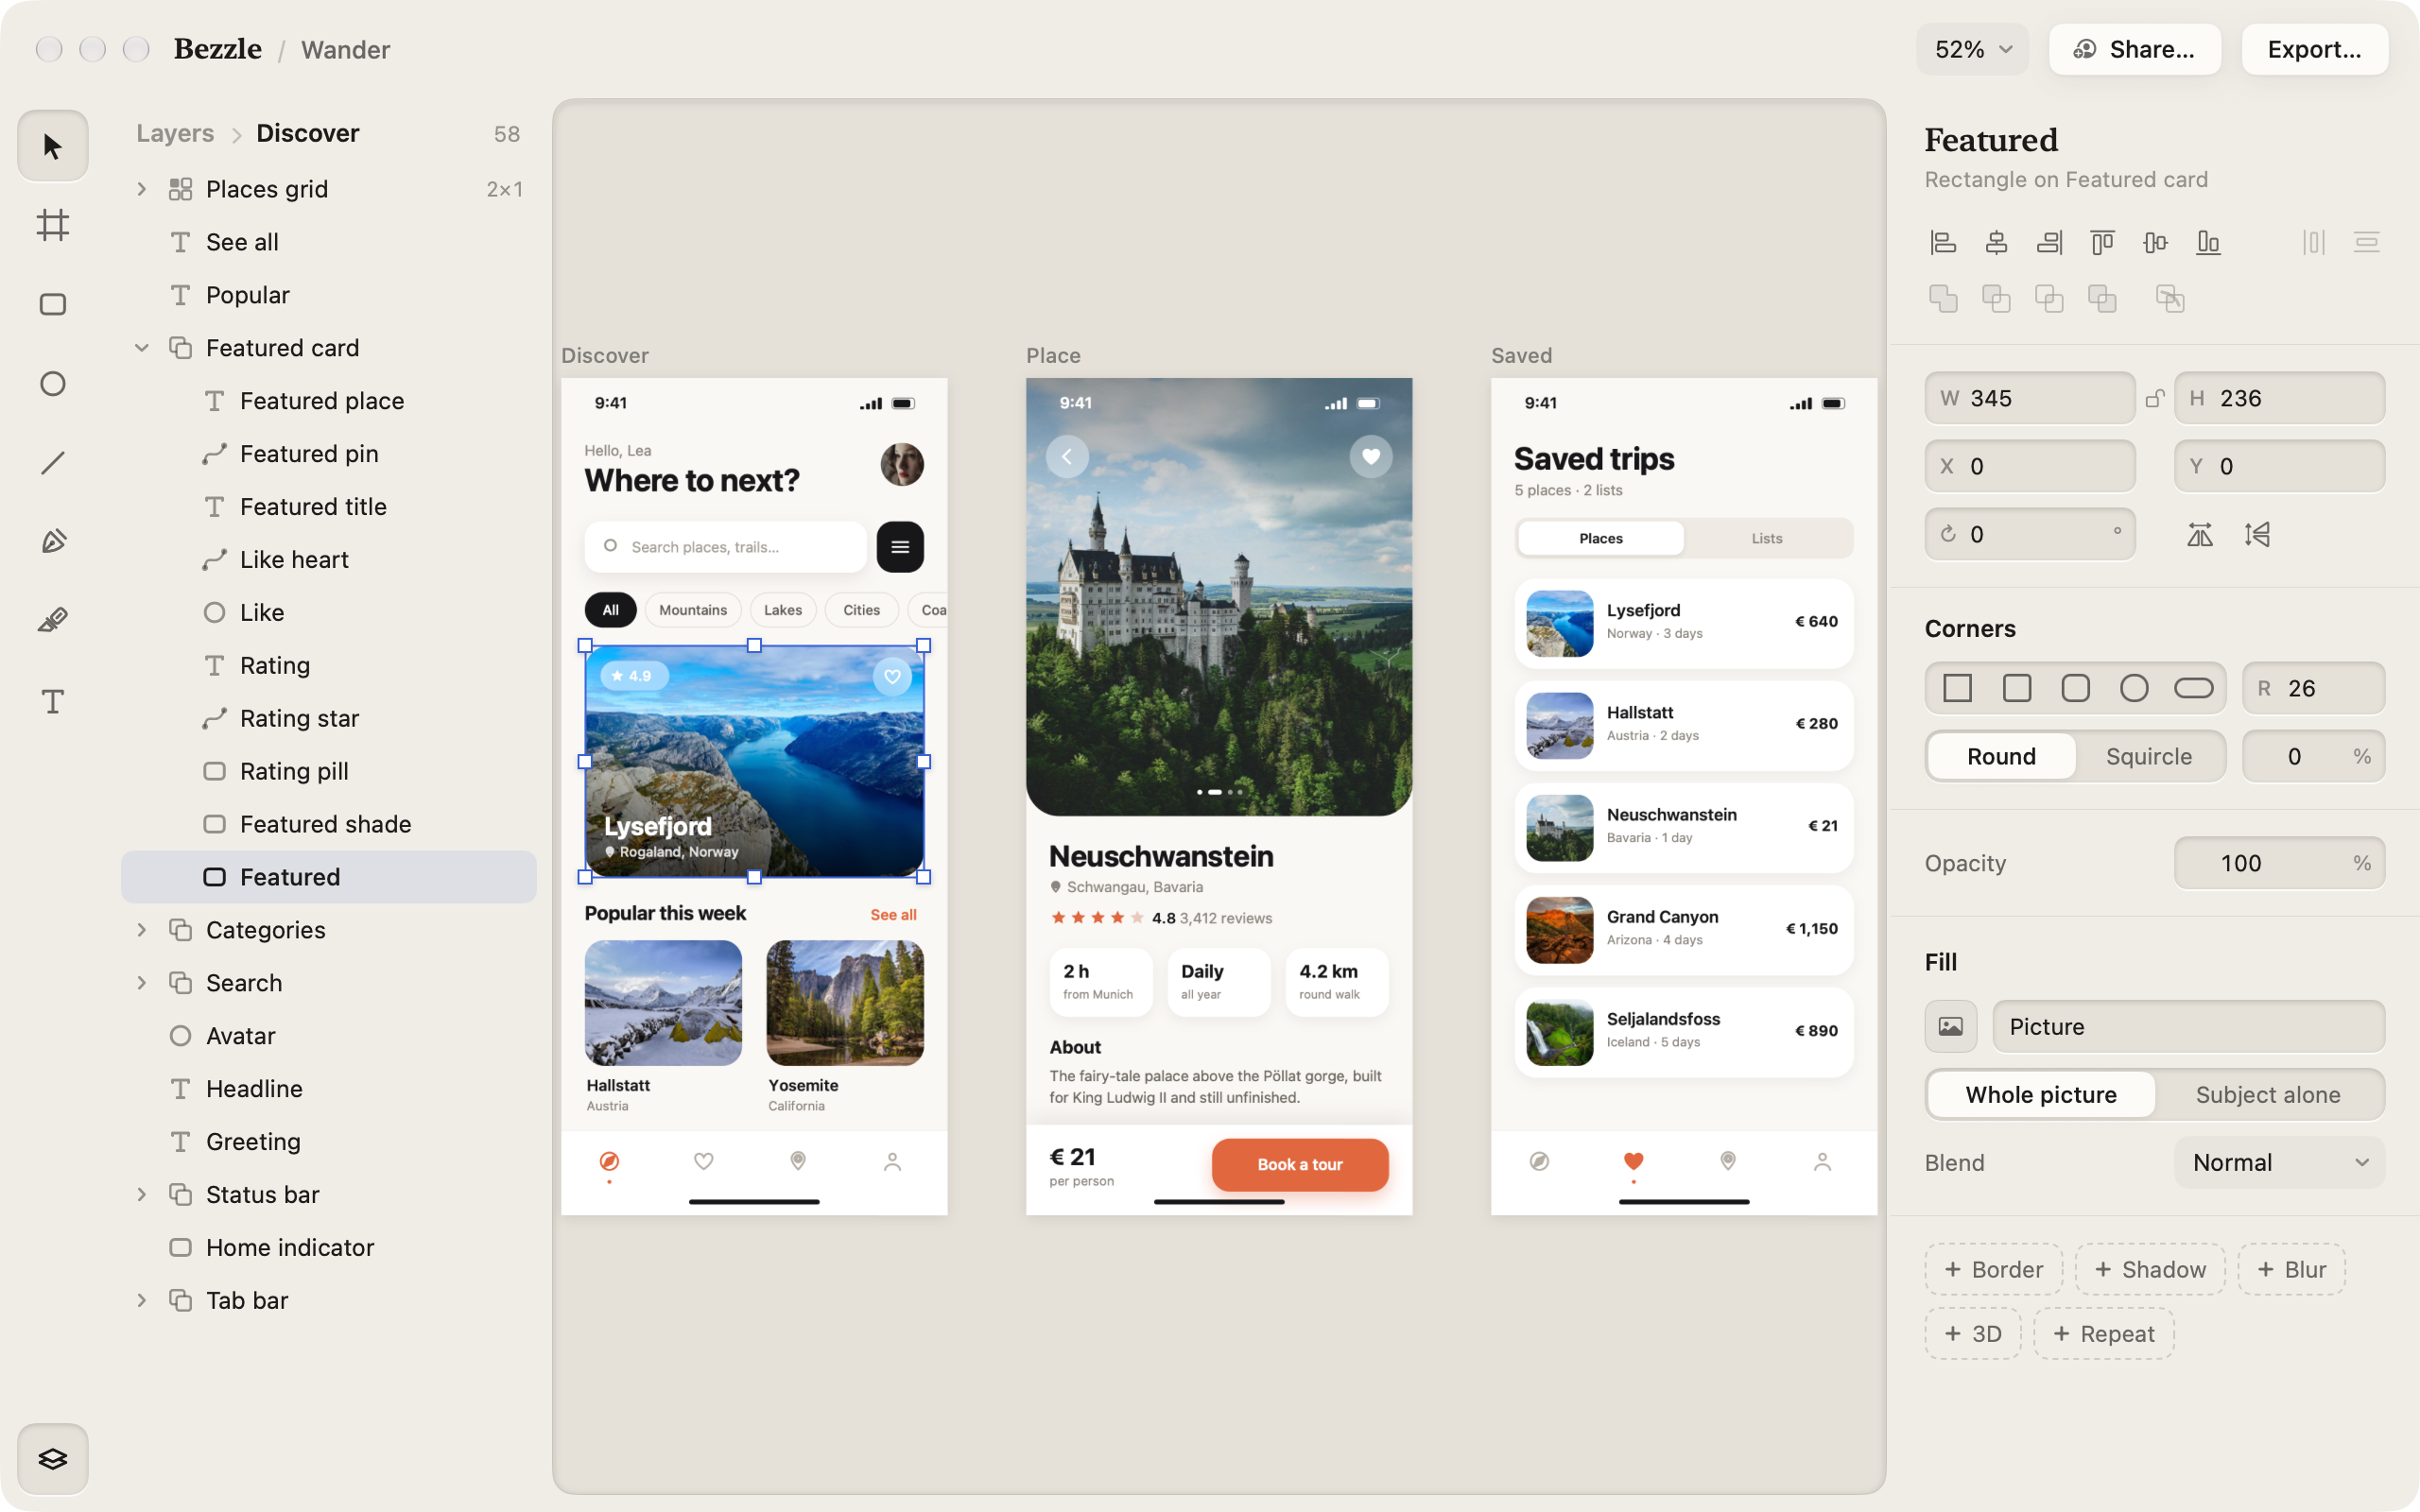 Bezzle / Wander
52%
Share...
Export...
Layers > Discover 58
Places grid 2×1
See all
Popular
Featured card
Featured place
Featured pin
Featured title
Like heart
Like
Rating
Rating star
Rating pill
Featured shade
Featured
Categories
Search
Avatar
Headline
Greeting
Status bar
Home indicator
Tab bar
Discover
9:41
Hello, Lea
Where to next?
Search places, trails...
All Mountains Lakes Cities Coa
4.9
Lysefjord
Rogaland, Norway
Popular this week See all
Hallstatt
Austria
Yosemite
California
Place
9:41
Neuschwanstein
Schwangau, Bavaria
4.8 3,412 reviews
2 h
from Munich
Daily
all year
4.2 km
round walk
About
The fairy-tale palace above the Pöllat gorge, built
for King Ludwig II and still unfinished.
€ 21
per person
Book a tour
Saved
9:41
Saved trips
5 places · 2 lists
Places Lists
Lysefjord
Norway · 3 days
€ 640
Hallstatt
Austria · 2 days
€ 280
Neuschwanstein
Bavaria · 1 day
€ 21
Grand Canyon
Arizona · 4 days
€ 1,150
Seljalandsfoss
Iceland · 5 days
€ 890
Featured
Rectangle on Featured card
W 345 H 236
X 0 Y 0
0 °
Corners
R 26
Round Squircle 0 %
Opacity 100 %
Fill
Picture
Whole picture Subject alone
Blend Normal
+ Border + Shadow + Blur
+ 3D + Repeat